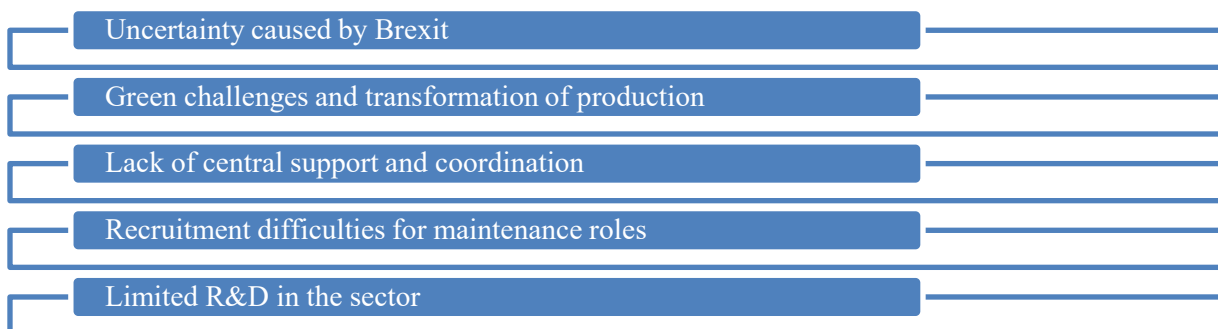 Uncertainty caused by Brexit
Green challenges and transformation of production
Lack of central support and coordination
Recruitment difficulties for maintenance roles
Limited R&D in the sector